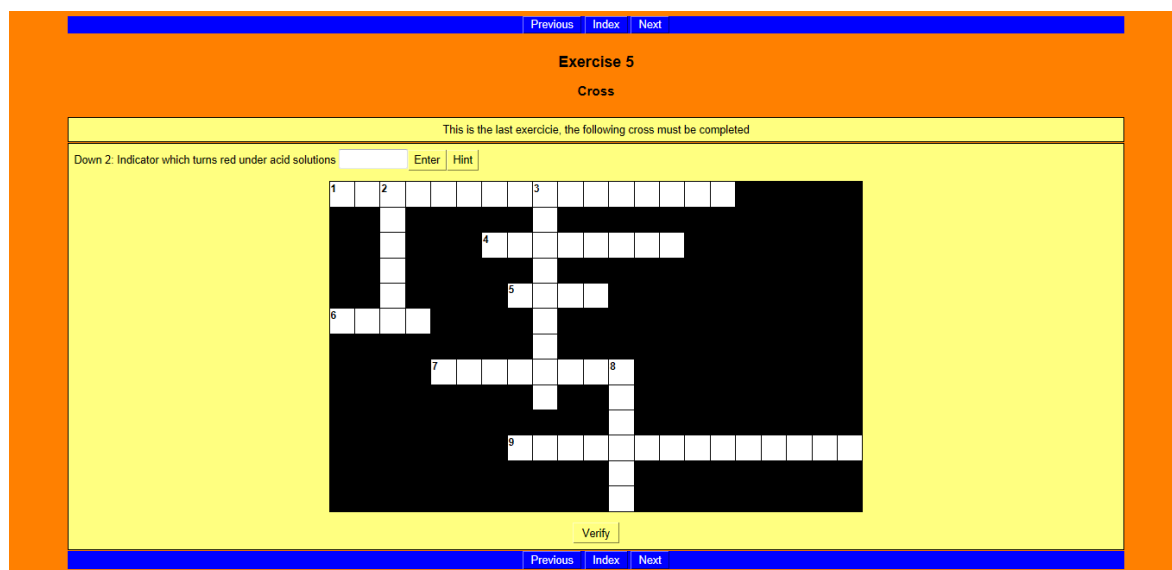 Previous Index Next
Exercise 5
Cross
This is the last exercicie, the following cross must be completed
Down 2: Indicator which turns red under acid solutions Enter Hint
1 2 3
4
5
6
7 8
9
Verify
Previous Index Next